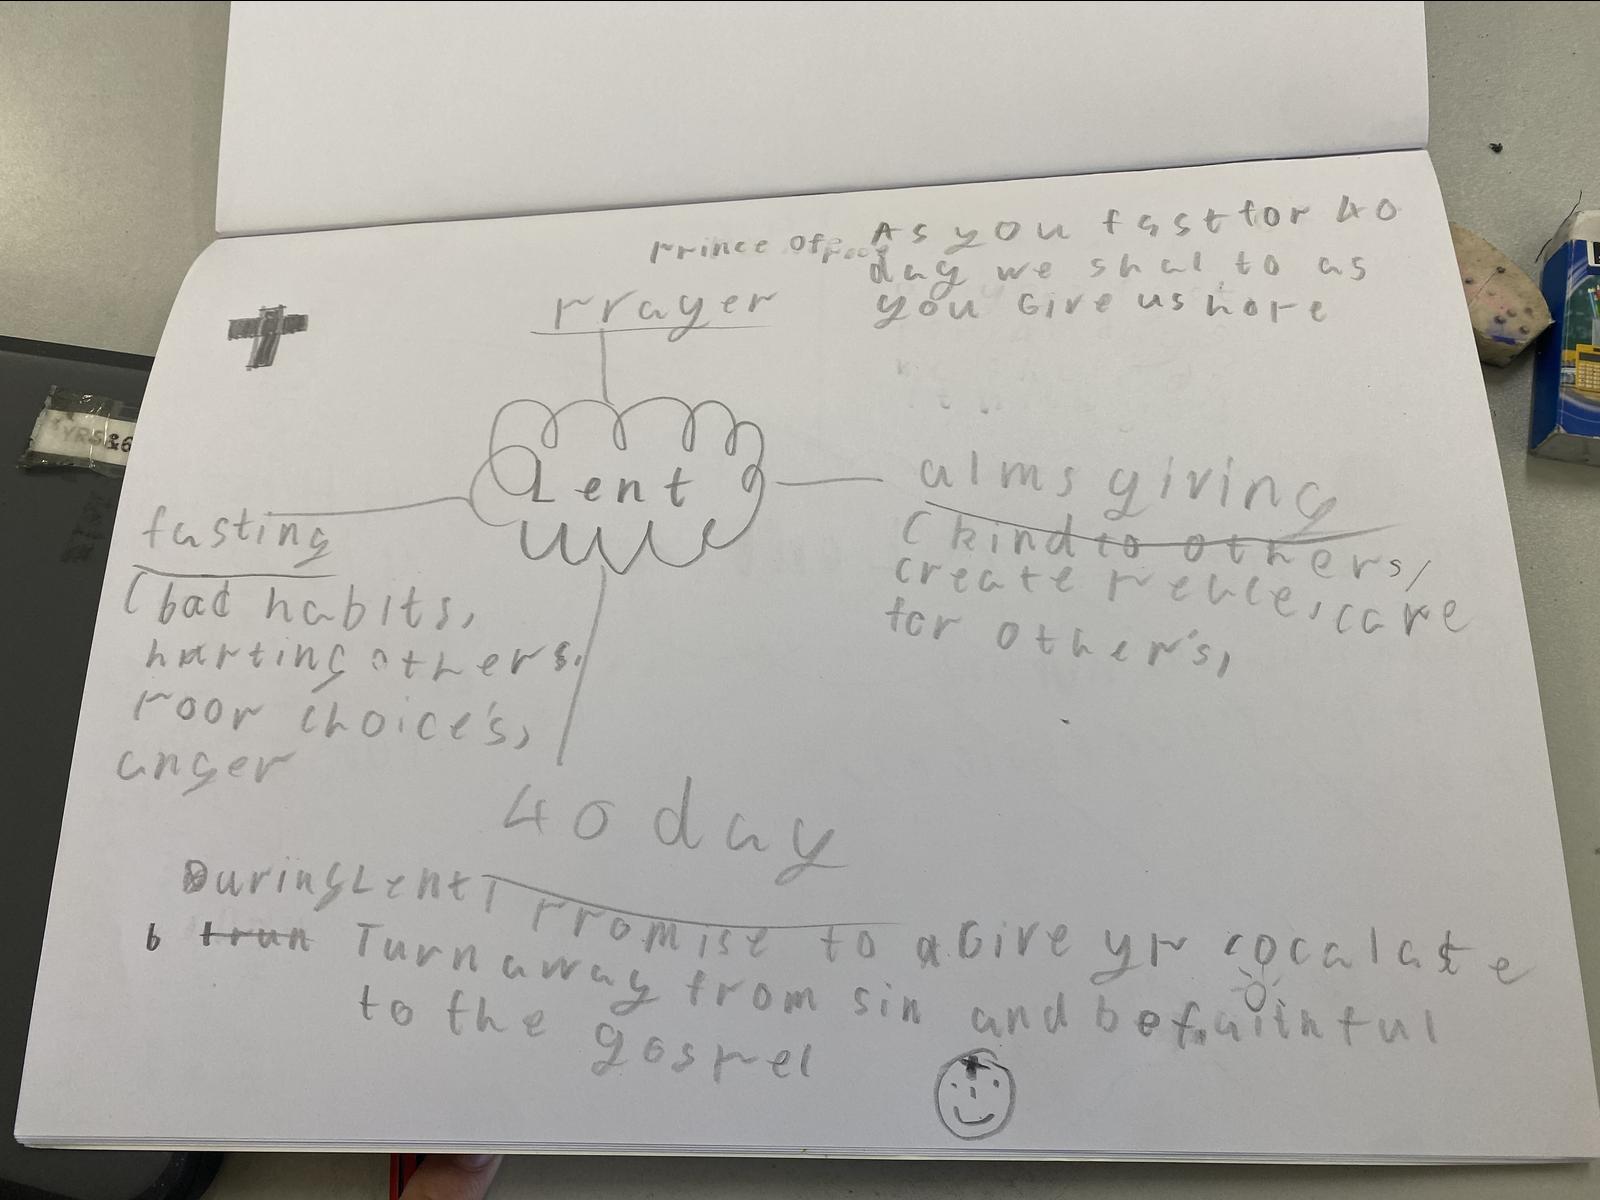 Prince Of Peace
As you fast for 40
day we shal to as
you Give us hope
Prayer
Lent
alms giving
(kind to others/
create peace, care
for other's,
fasting
(bad habits,
hurting others.
poor choice's,
anger
40 day
During Lent I Promise to Give up cocalate
trun Turn away from sin and be faithful
to the gospel
YRS&6